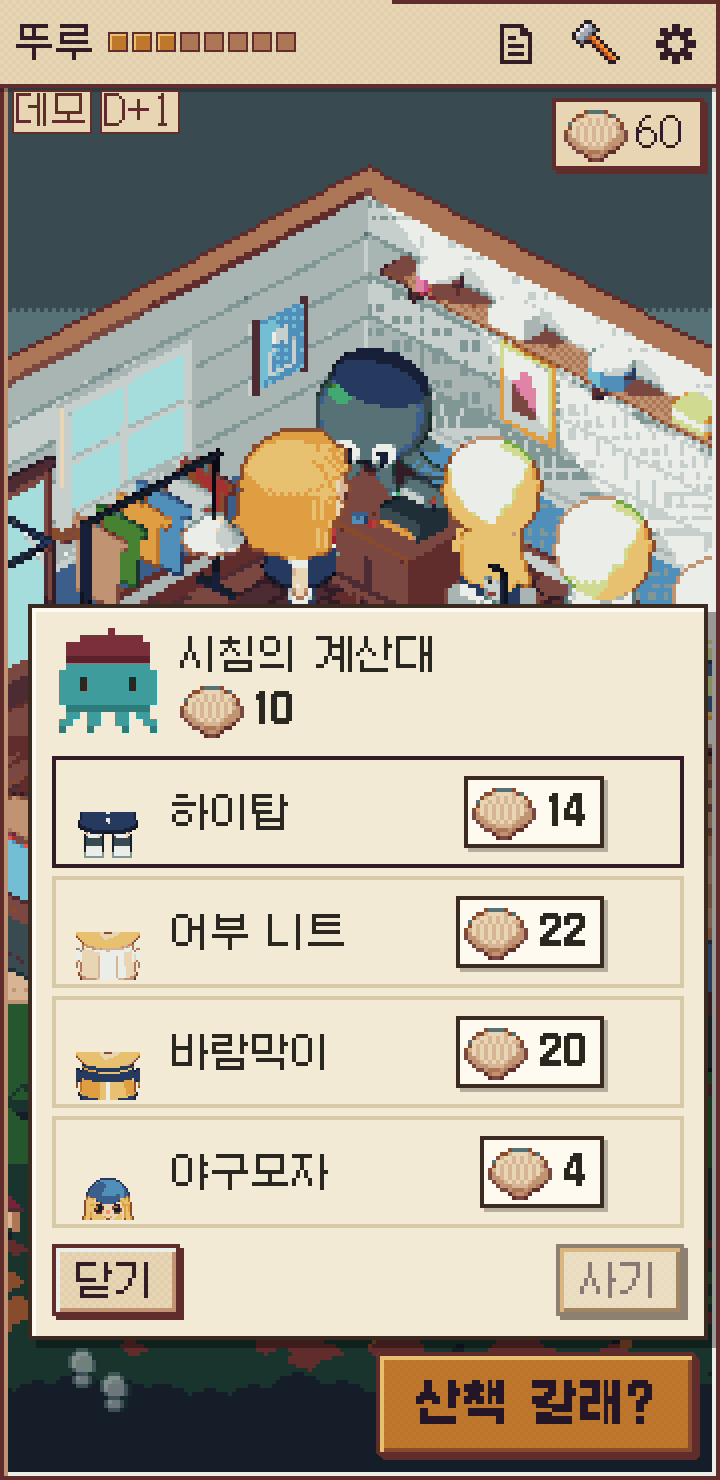 뚜루
데모 D+1
60
시침의 계산대
10
하이탑 14
어부 니트 22
바람막이 20
야구모자 4
닫기 사기
산책 갈래?